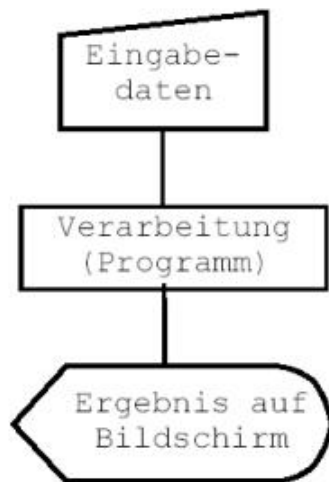 Eingabe-
daten
Verarbeitung
(Programm)
Ergebnis auf
Bildschirm